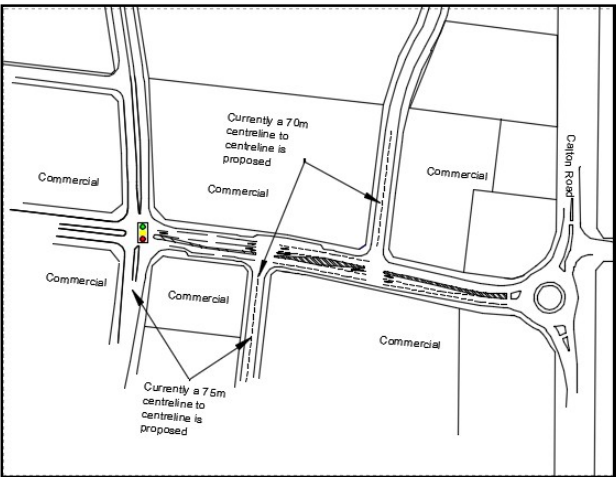 Currently a 70m
centreline to
centreline is
proposed
Commercial
Commercial
Commercial
Calton Road
Commercial
Commercial
Commercial
Currently a 75m
centreline to
centreline is
proposed